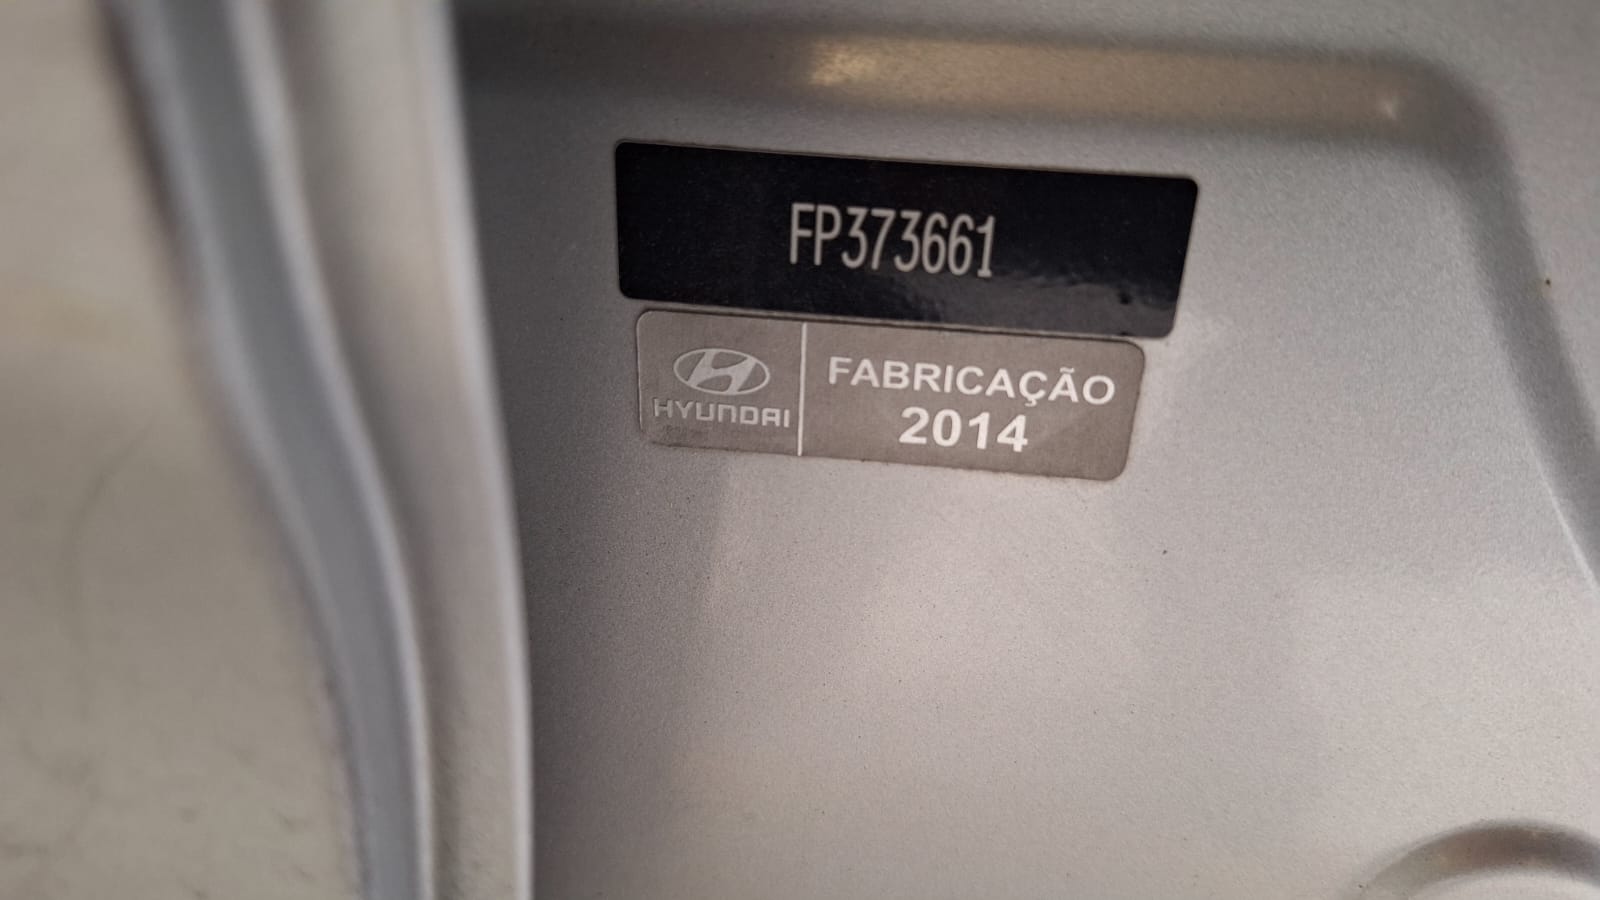 FP373661
HYUNDAI
FABRICAÇÃO
2014